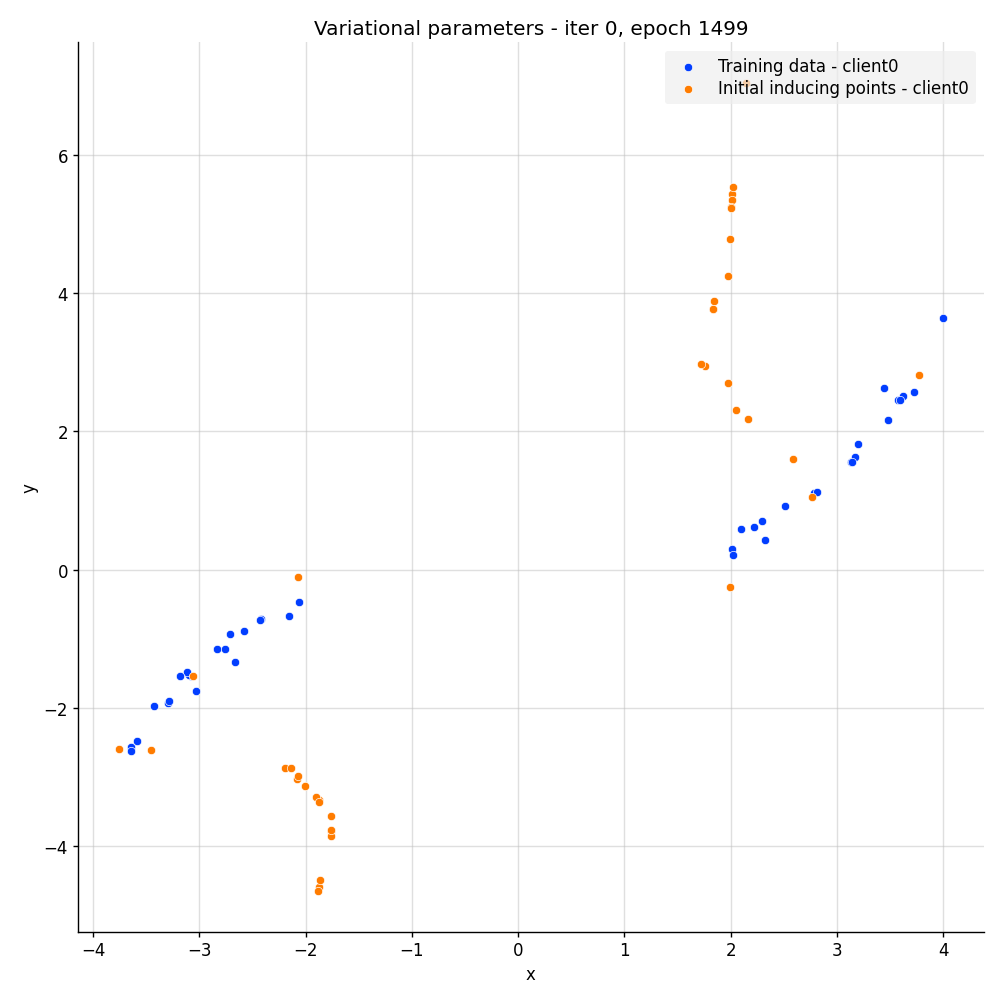 Variational parameters - iter 0, epoch 1499
Training data - client0
Initial inducing points - client0
6
4
2
0
−2
−4
y
−4 −3 −2 −1 0 1 2 3 4
x